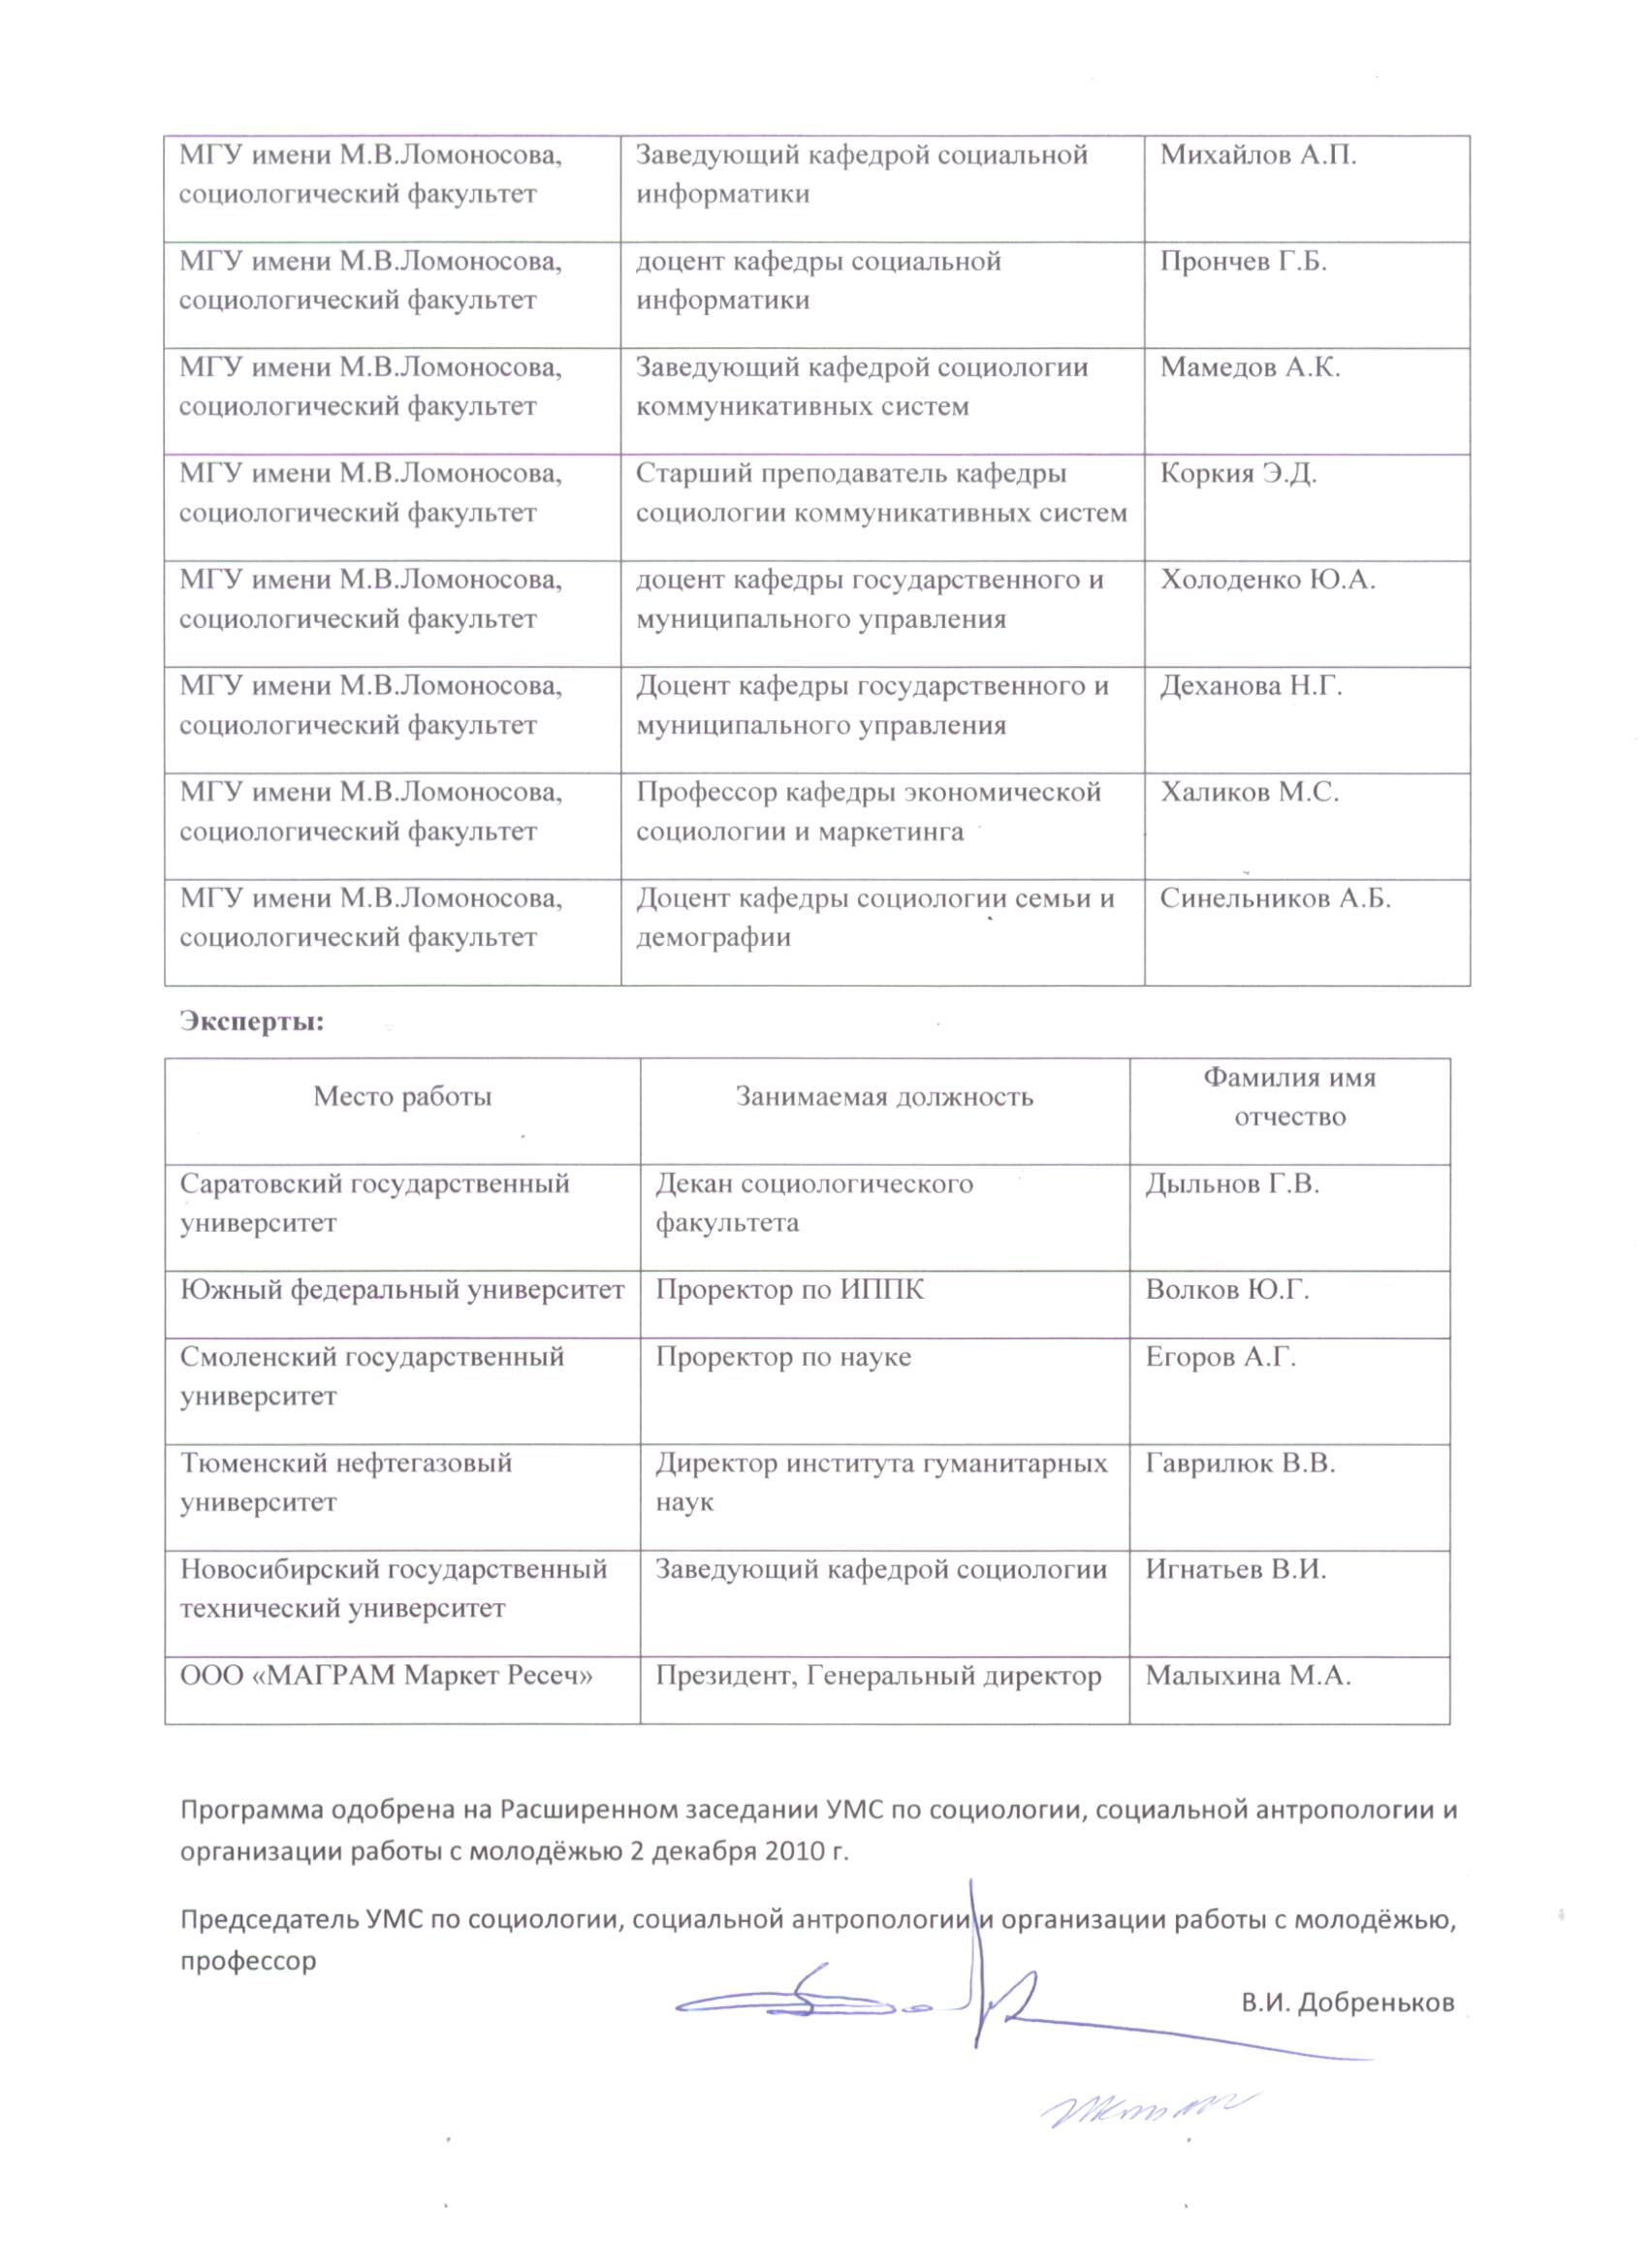 МГУ имени М.В.Ломоносова, Заведующий кафедрой социальной Михайлов А.П.
социологический факультет информатики
МГУ имени М.В.Ломоносова, доцент кафедры социальной Прончев Г.Б.
социологический факультет информатики
МГУ имени М.В.Ломоносова, Заведующий кафедрой социологии Мамедов А.К.
социологический факультет коммуникативных систем
МГУ имени М.В.Ломоносова, Старший преподаватель кафедры Коркия Э.Д.
социологический факультет социологии коммуникативных систем
МГУ имени М.В.Ломоносова, доцент кафедры государственного и Холоденко Ю.А.
социологический факультет муниципального управления
МГУ имени М.В.Ломоносова, Доцент кафедры государственного и Деханова Н.Г.
социологический факультет муниципального управления
МГУ имени М.В.Ломоносова, Профессор кафедры экономической Халиков М.С.
социологический факультет социологии и маркетинга
МГУ имени М.В.Ломоносова, Доцент кафедры социологии семьи и Синельников А.Б.
социологический факультет демографии
Эксперты:
Место работы Занимаемая должность Фамилия имя
отчество
Саратовский государственный Декан социологического Дыльнов Г.В.
университет факультета
Южный федеральный университет Проректор по ИППК Волков Ю.Г.
Смоленский государственный Проректор по науке Егоров А.Г.
университет
Тюменский нефтегазовый Директор института гуманитарных Гаврилюк В.В.
университет наук
Новосибирский государственный Заведующий кафедрой социологии Игнатьев В.И.
технический университет
ООО «МАГРАМ Маркет Ресеч» Президент, Генеральный директор Малыхина М.А.
Программа одобрена на Расширенном заседании УМС по социологии, социальной антропологии и
организации работы с молодёжью 2 декабря 2010 г.
Председатель УМС по социологии, социальной антропологии и организации работы с молодёжью,
профессор
В.И. Добреньков